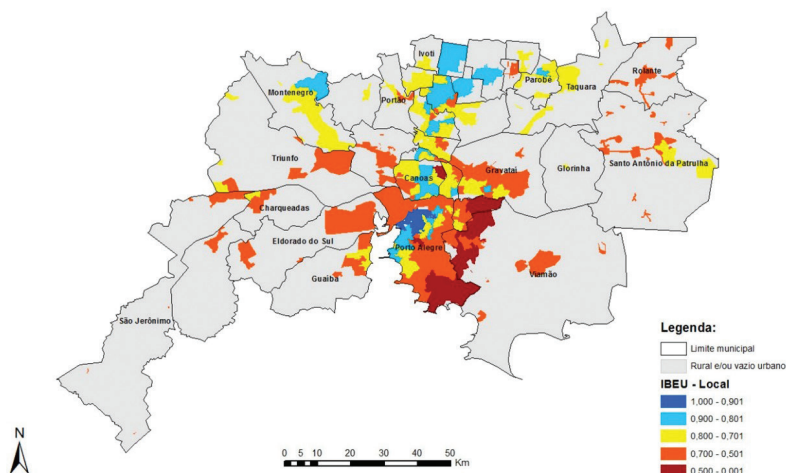 Ivoti
Rolante
Parobé
Taquara
Montenegro
Portão
Triunfo
Santo Antônio da Patrulha
Glorinha
Gravataí
Canoas
Charqueadas
Eldorado do Sul
Porto Alegre
Viamão
Guaíba
São Jerônimo
Legenda:
Limite municipal
Rural e/ou vazio urbano
IBEU - Local
1,000 - 0,901
0,900 - 0,801
0,800 - 0,701
0,700 - 0,501
0,500 - 0,001
N
0 5 10 20 30 40 50
Km